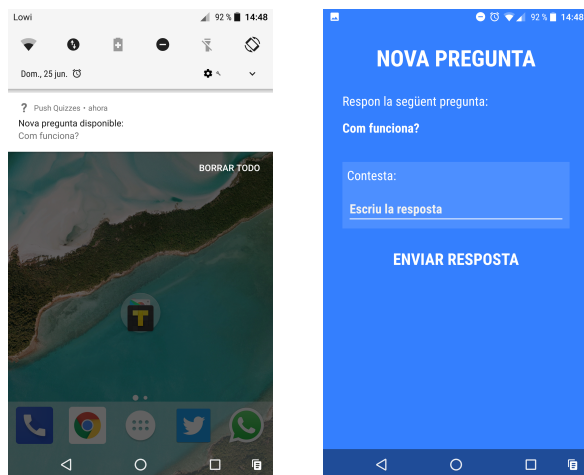 Lowi
92 %
14:48
Dom., 25 jun.
? Push Quizzes • ahora
Nova pregunta disponible:
Com funciona?
BORRAR TODO
T
92 %
14:48
NOVA PREGUNTA
Respon la següent pregunta:
Com funciona?
Contesta:
Escriu la resposta
ENVIAR RESPOSTA